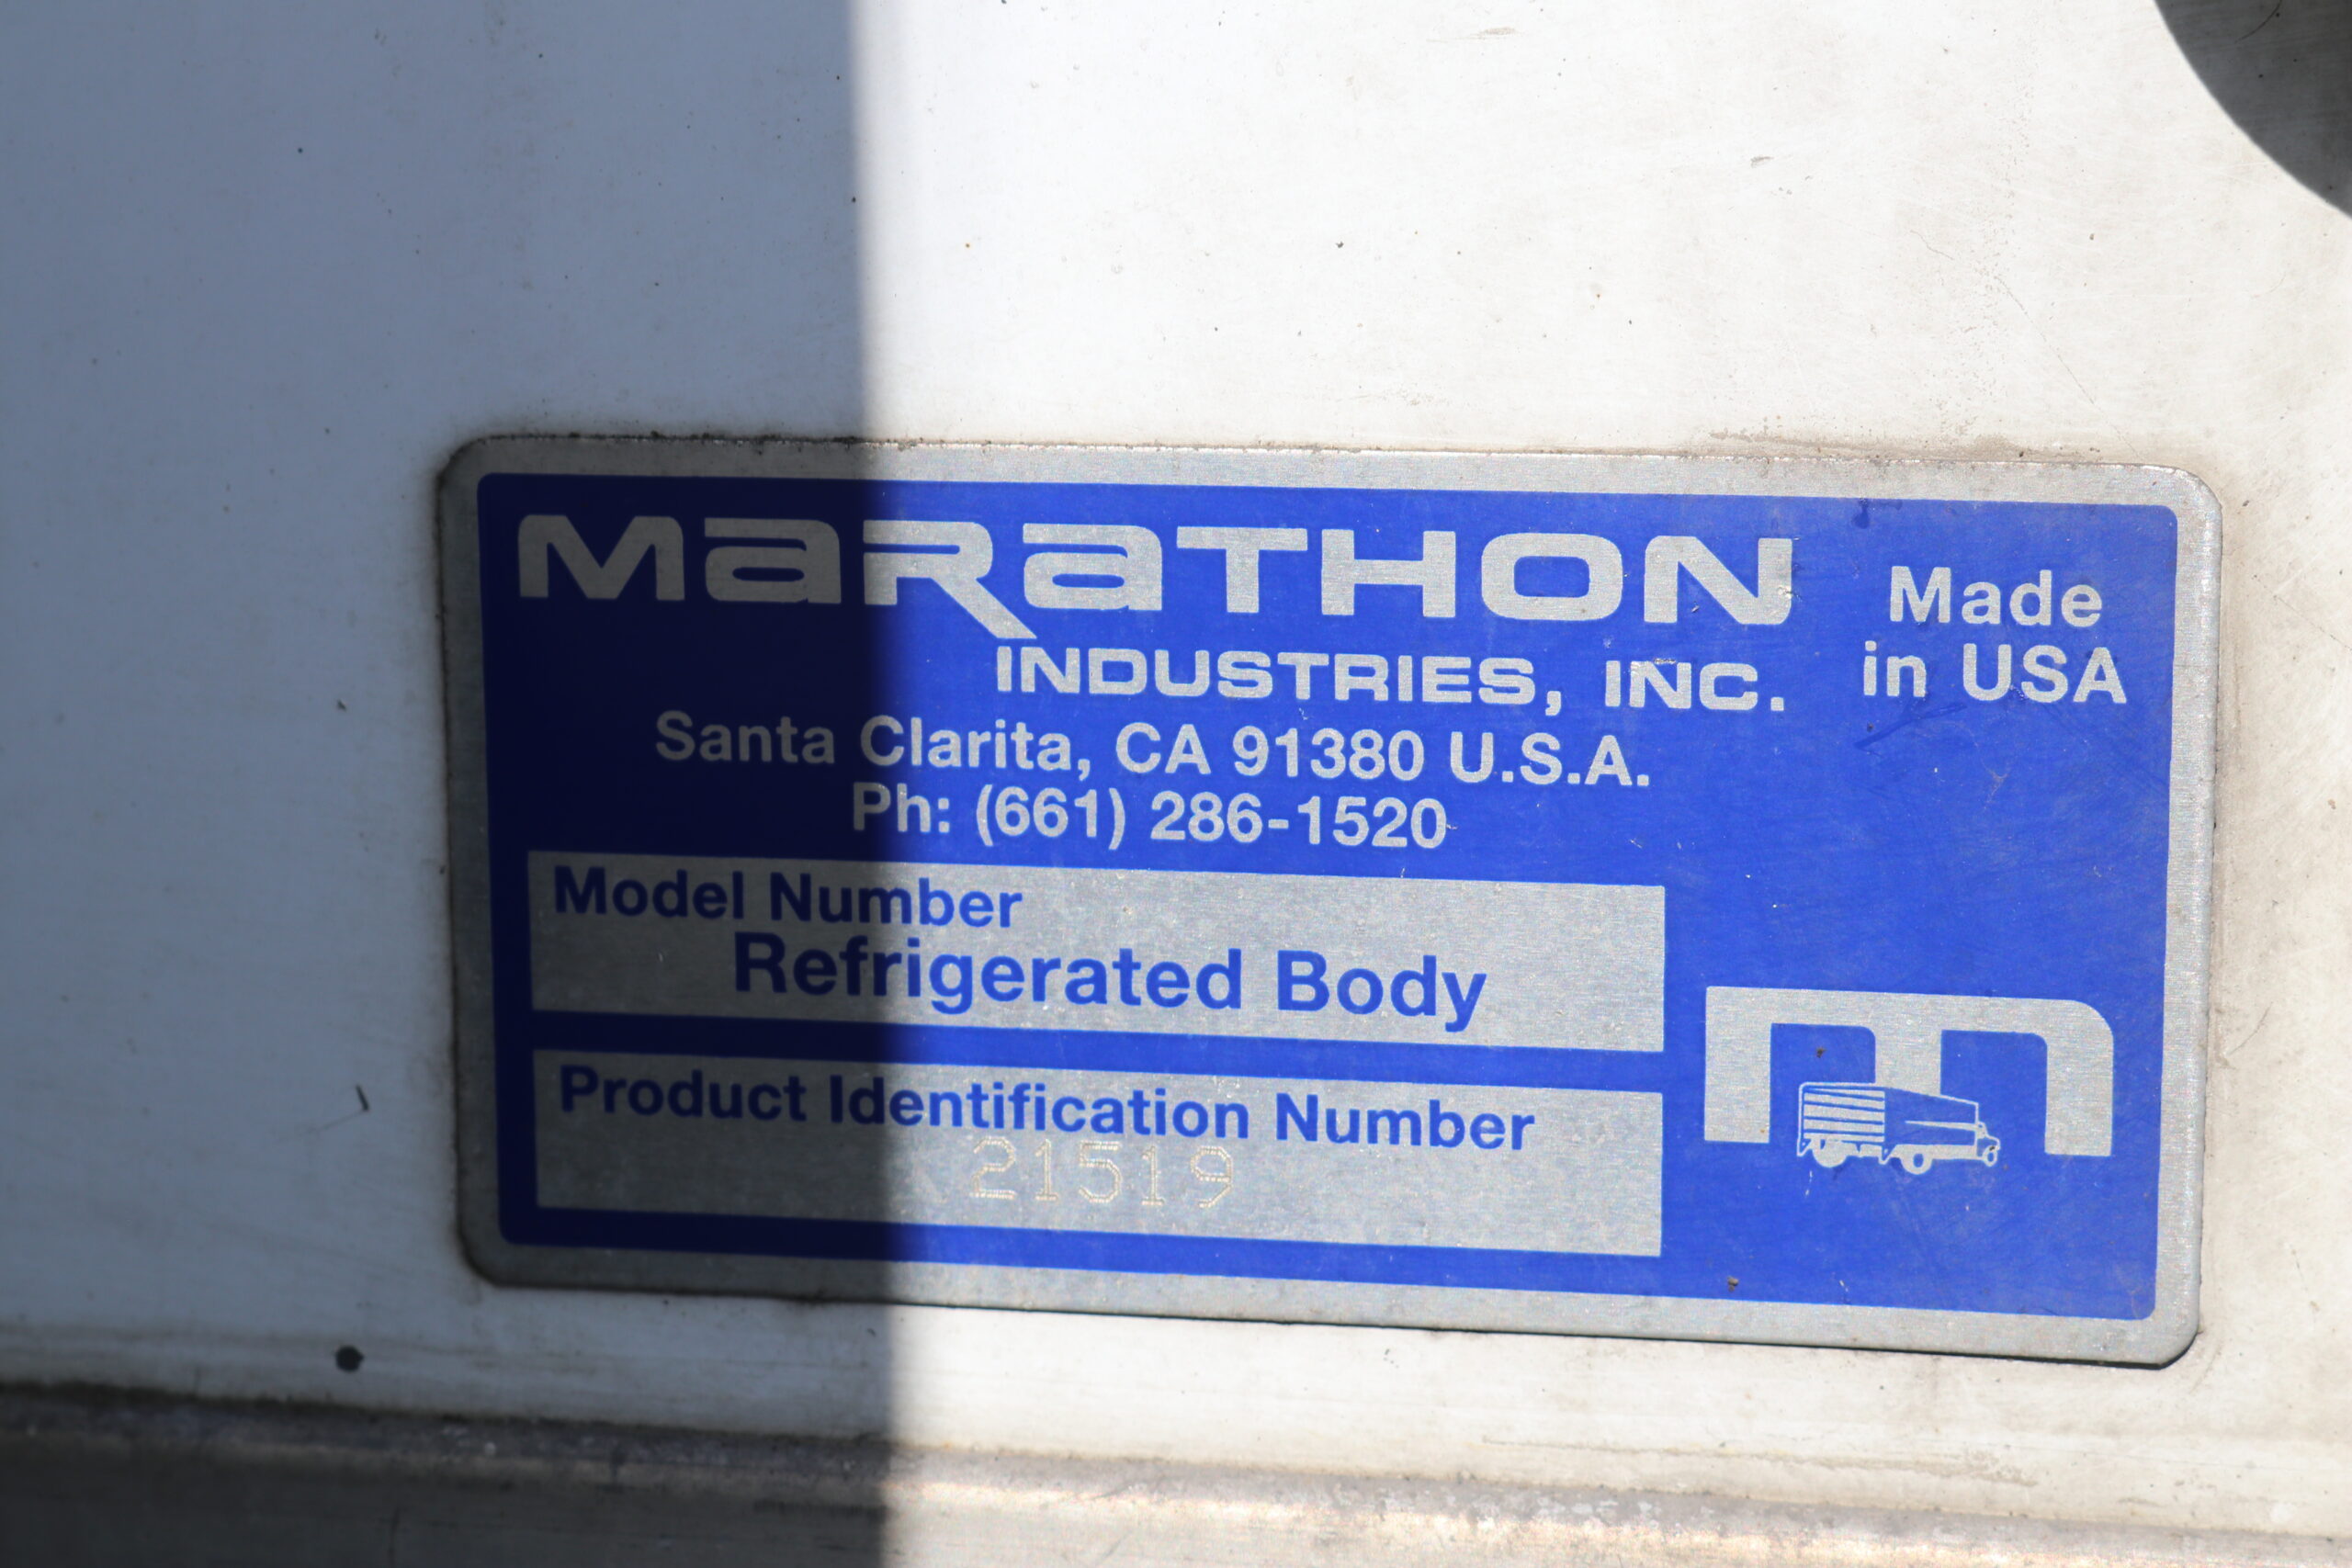 MaRaTHON
INDUSTRIES, INC.
Made
in USA
Santa Clarita, CA 91380 U.S.A.
Ph: (661) 286-1520
Model Number
Refrigerated Body
Product Identification Number
21519
m